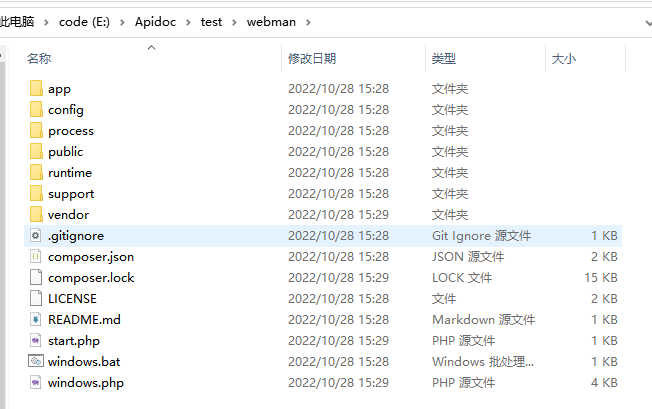 此电脑 > code (E:) > Apidoc > test > webman >
名称 修改日期 类型 大小
app 2022/10/28 15:28 文件夹
config 2022/10/28 15:28 文件夹
process 2022/10/28 15:28 文件夹
public 2022/10/28 15:28 文件夹
runtime 2022/10/28 15:28 文件夹
support 2022/10/28 15:28 文件夹
vendor 2022/10/28 15:29 文件夹
.gitignore 2022/10/28 15:28 Git Ignore 源文件 1 KB
composer.json 2022/10/28 15:28 JSON 源文件 2 KB
composer.lock 2022/10/28 15:29 LOCK 文件 15 KB
LICENSE 2022/10/28 15:28 文件 2 KB
README.md 2022/10/28 15:28 Markdown 源文件 1 KB
start.php 2022/10/28 15:29 PHP 源文件 1 KB
windows.bat 2022/10/28 15:28 Windows 批处理... 1 KB
windows.php 2022/10/28 15:29 PHP 源文件 4 KB